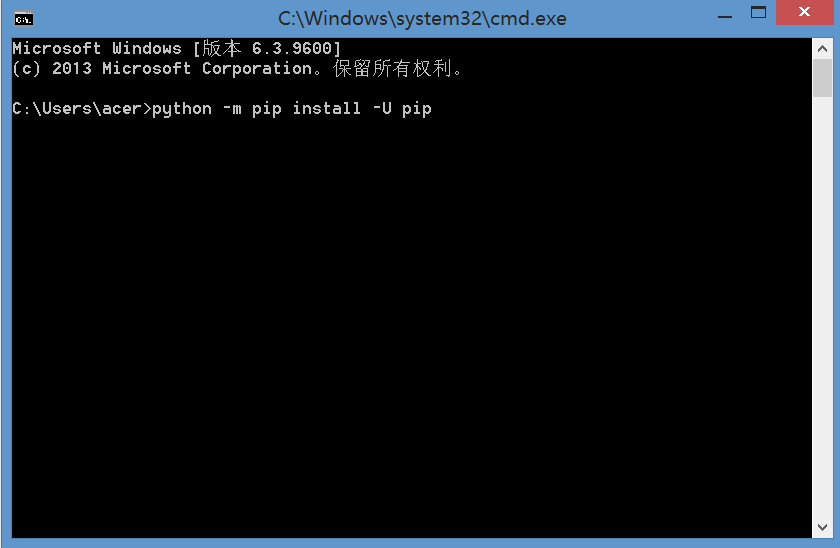 C:\Windows\system32\cmd.exe
Microsoft Windows [版本 6.3.9600]
(c) 2013 Microsoft Corporation。保留所有权利。
C:\Users\acer>python -m pip install -U pip